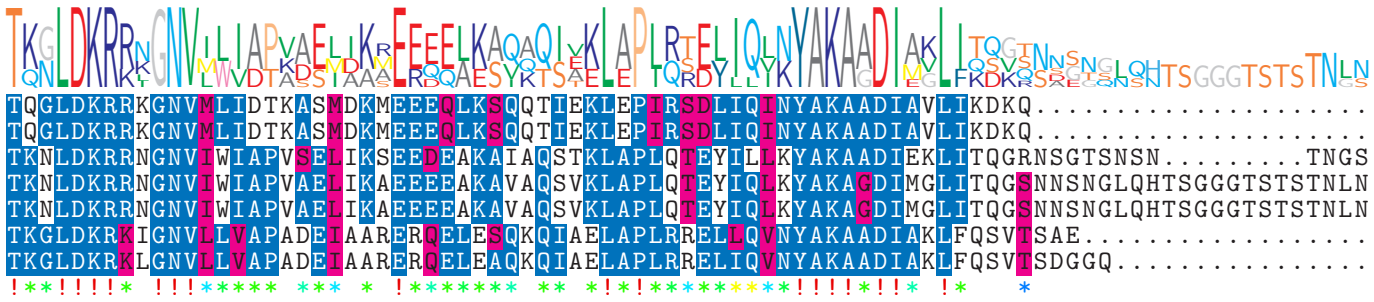 TQGLDKRRKGNVMLIDTKASMDKMEEEQLKSQQTIEKLEPIRSDLIQINYAKAADIAVLIKDKQ.....................
TQGLDKRRKGNVMLIDTKASMDKMEEEQLKSQQTIEKLEPIRSDLIQINYAKAADIAVLIKDKQ.....................
TKNLDKRRNGNVIWIAPVSELIKSEEDEAKAIAQSTKLAPLQTEYILLKYAKAADIEKLITQGRNSGTSNSN.........TNGS
TKNLDKRRNGNVIWIAPVAELIKAEEEEAKAVAQSVKLAPLQTEYIQLKYAKAGDIMGLITQGSNNSNGLQHTSGGGTSTSTNLN
TKNLDKRRNGNVIWIAPVAELIKAEEEEAKAVAQSVKLAPLQTEYIQLKYAKAGDIMGLITQGSNNSNGLQHTSGGGTSTSTNLN
TKGLDKRKIGNVLLVAPADEIAARERQELESQKQIAELAPLRRELLQVNYAKAADIAKLFQSVTSAE..................
TKGLDKRKLGNVLLVAPADEIAARERQELEAQKQIAELAPLRRELIQVNYAKAADIAKLFQSVTSDGGQ................
!**!!!!* !!!***** *** * !******* ** *!*!*********!!!!*!!* !*   *